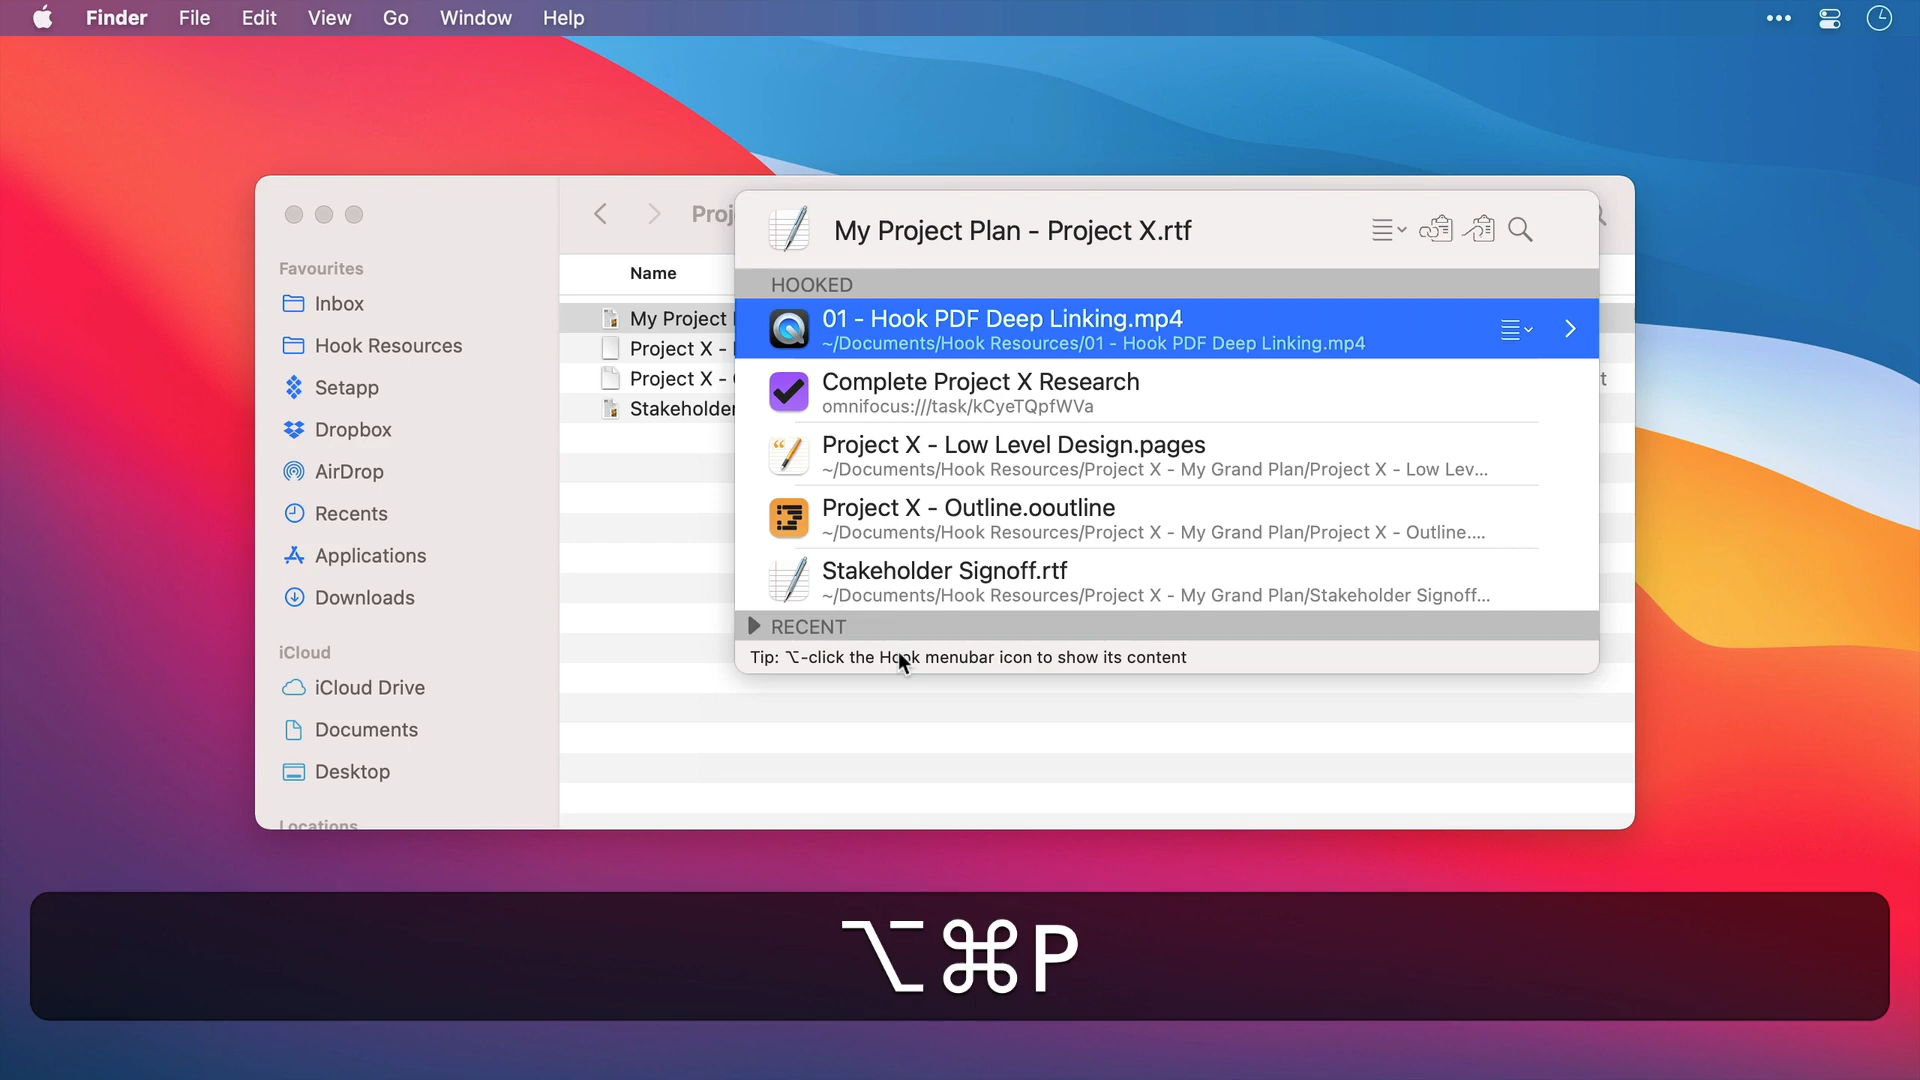 Finder File Edit View Go Window Help
Favourites
Inbox
Hook Resources
Setapp
Dropbox
AirDrop
Recents
Applications
Downloads
iCloud
iCloud Drive
Documents
Desktop
Locations
Proj
Name
My Project
Project X -
Project X -
Stakeholder
t
My Project Plan - Project X.rtf
HOOKED
01 - Hook PDF Deep Linking.mp4
~/Documents/Hook Resources/01 - Hook PDF Deep Linking.mp4
Complete Project X Research
omnifocus:///task/kCyeTQpfWVa
Project X - Low Level Design.pages
~/Documents/Hook Resources/Project X - My Grand Plan/Project X - Low Lev...
Project X - Outline.ooutline
~/Documents/Hook Resources/Project X - My Grand Plan/Project X - Outline....
Stakeholder Signoff.rtf
~/Documents/Hook Resources/Project X - My Grand Plan/Stakeholder Signoff...
RECENT
Tip: ⌥-click the Hook menubar icon to show its content
⌥⌘P